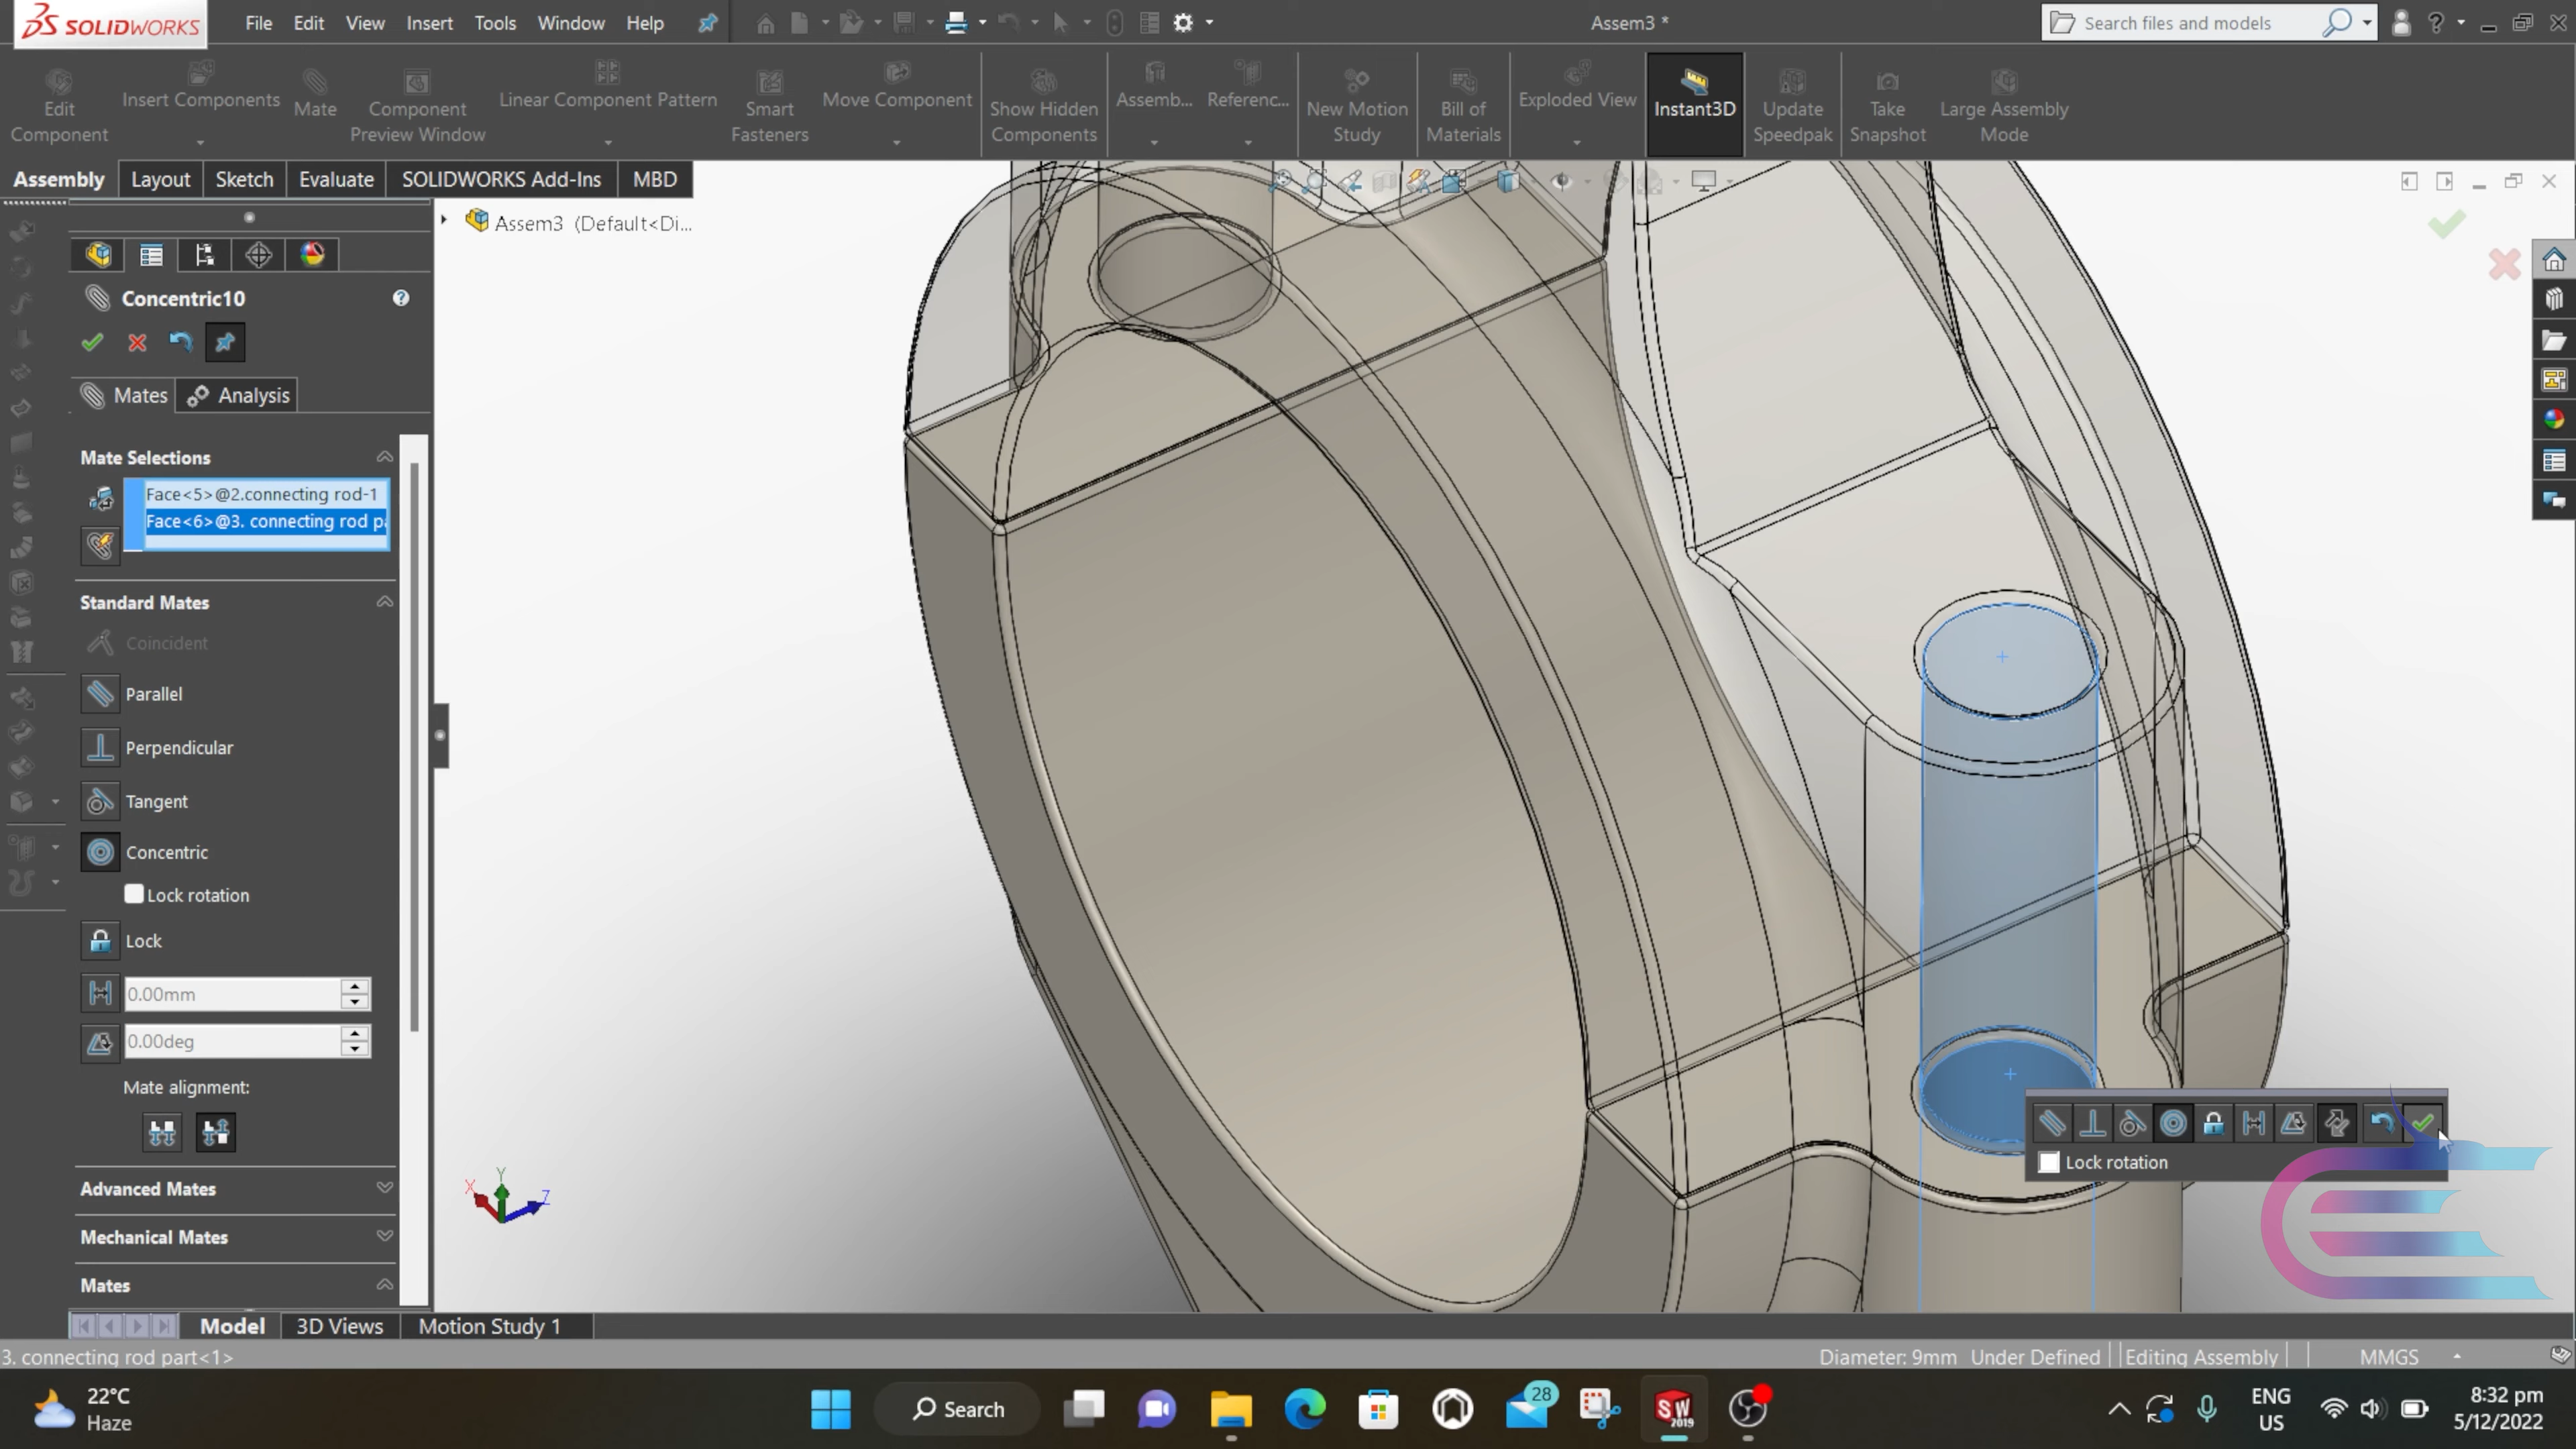 SOLIDWORKS File Edit View Insert Tools Window Help Assem3 * Search files and models ?
Edit Component Insert Components Mate Component Preview Window Linear Component Pattern Smart Fasteners Move Component Show Hidden Components Assemb... Referenc... New Motion Study Bill of Materials Exploded View Instant3D Update Speedpak Take Snapshot Large Assembly Mode
Assembly Layout Sketch Evaluate SOLIDWORKS Add-Ins MBD
Assem3 (Default<Di...
Concentric10 ?
Mates Analysis
Mate Selections
Face<5>@2.connecting rod-1
Face<6>@3. connecting rod pa
Standard Mates
Coincident
Parallel
Perpendicular
Tangent
Concentric
Lock rotation
Lock
0.00mm
0.00deg
Mate alignment:
Advanced Mates
Mechanical Mates
Mates
X Y Z
Lock rotation
Model 3D Views Motion Study 1
3. connecting rod part<1> Diameter: 9mm Under Defined Editing Assembly MMGS
22°C
Haze
Search
28
SW
2019
ENG
US
8:32 pm
5/12/2022